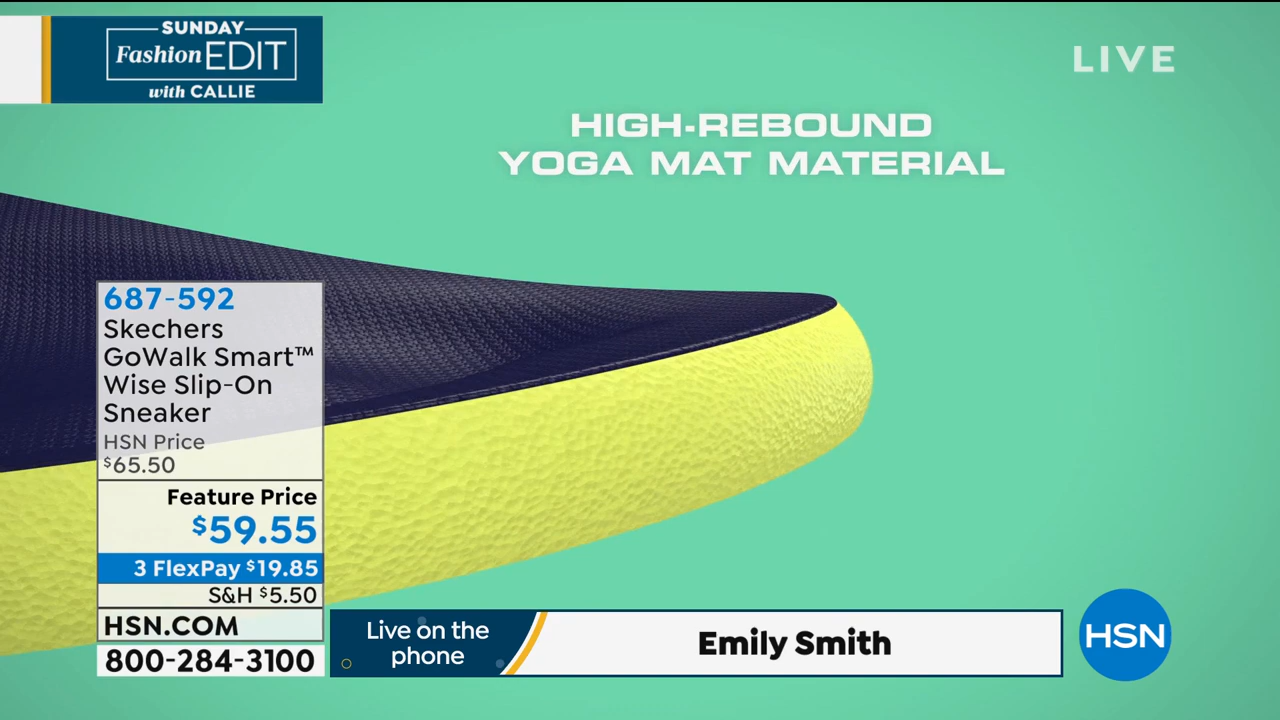 SUNDAY
Fashion EDIT
with CALLIE
LIVE
HIGH-REBOUND
YOGA MAT MATERIAL
687-592
Skechers
GoWalk Smart™
Wise Slip-On
Sneaker
HSN Price
$65.50
Feature Price
$59.55
3 FlexPay $19.85
S&H $5.50
HSN.COM
800-284-3100
Live on the
phone
Emily Smith
HSN